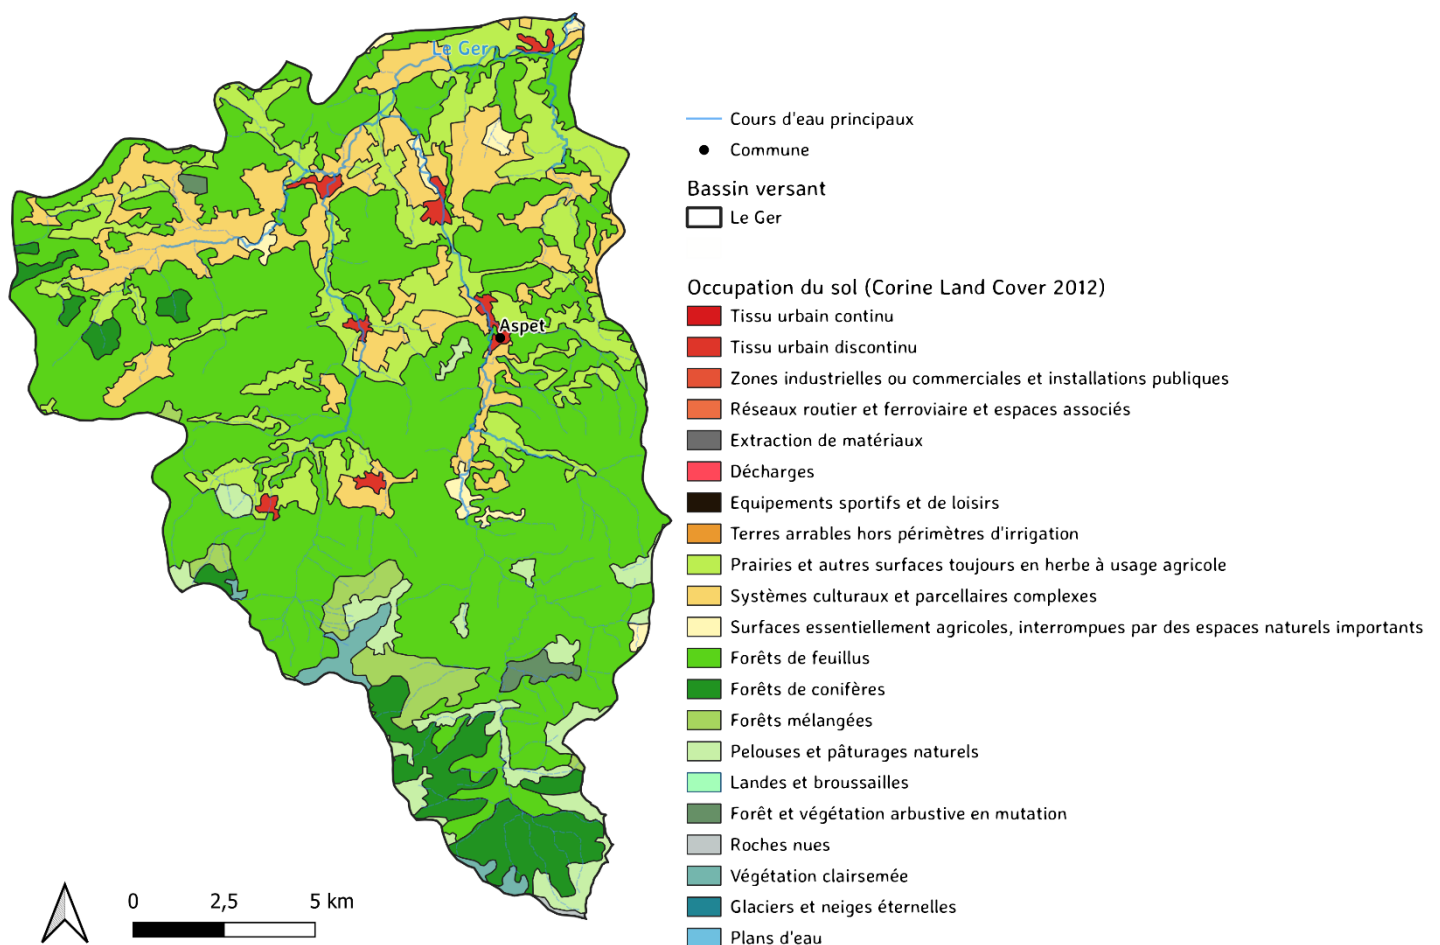 Le Ger
Aspet
Cours d'eau principaux
Commune
Bassin versant
Le Ger
Occupation du sol (Corine Land Cover 2012)
Tissu urbain continu
Tissu urbain discontinu
Zones industrielles ou commerciales et installations publiques
Réseaux routier et ferroviaire et espaces associés
Extraction de matériaux
Décharges
Equipements sportifs et de loisirs
Terres arrables hors périmètres d'irrigation
Prairies et autres surfaces toujours en herbe à usage agricole
Systèmes culturaux et parcellaires complexes
Surfaces essentiellement agricoles, interrompues par des espaces naturels importants
Forêts de feuillus
Forêts de conifères
Forêts mélangées
Pelouses et pâturages naturels
Landes et broussailles
Forêt et végétation arbustive en mutation
Roches nues
Végétation clairsemée
Glaciers et neiges éternelles
Plans d'eau
0 2,5 5 km